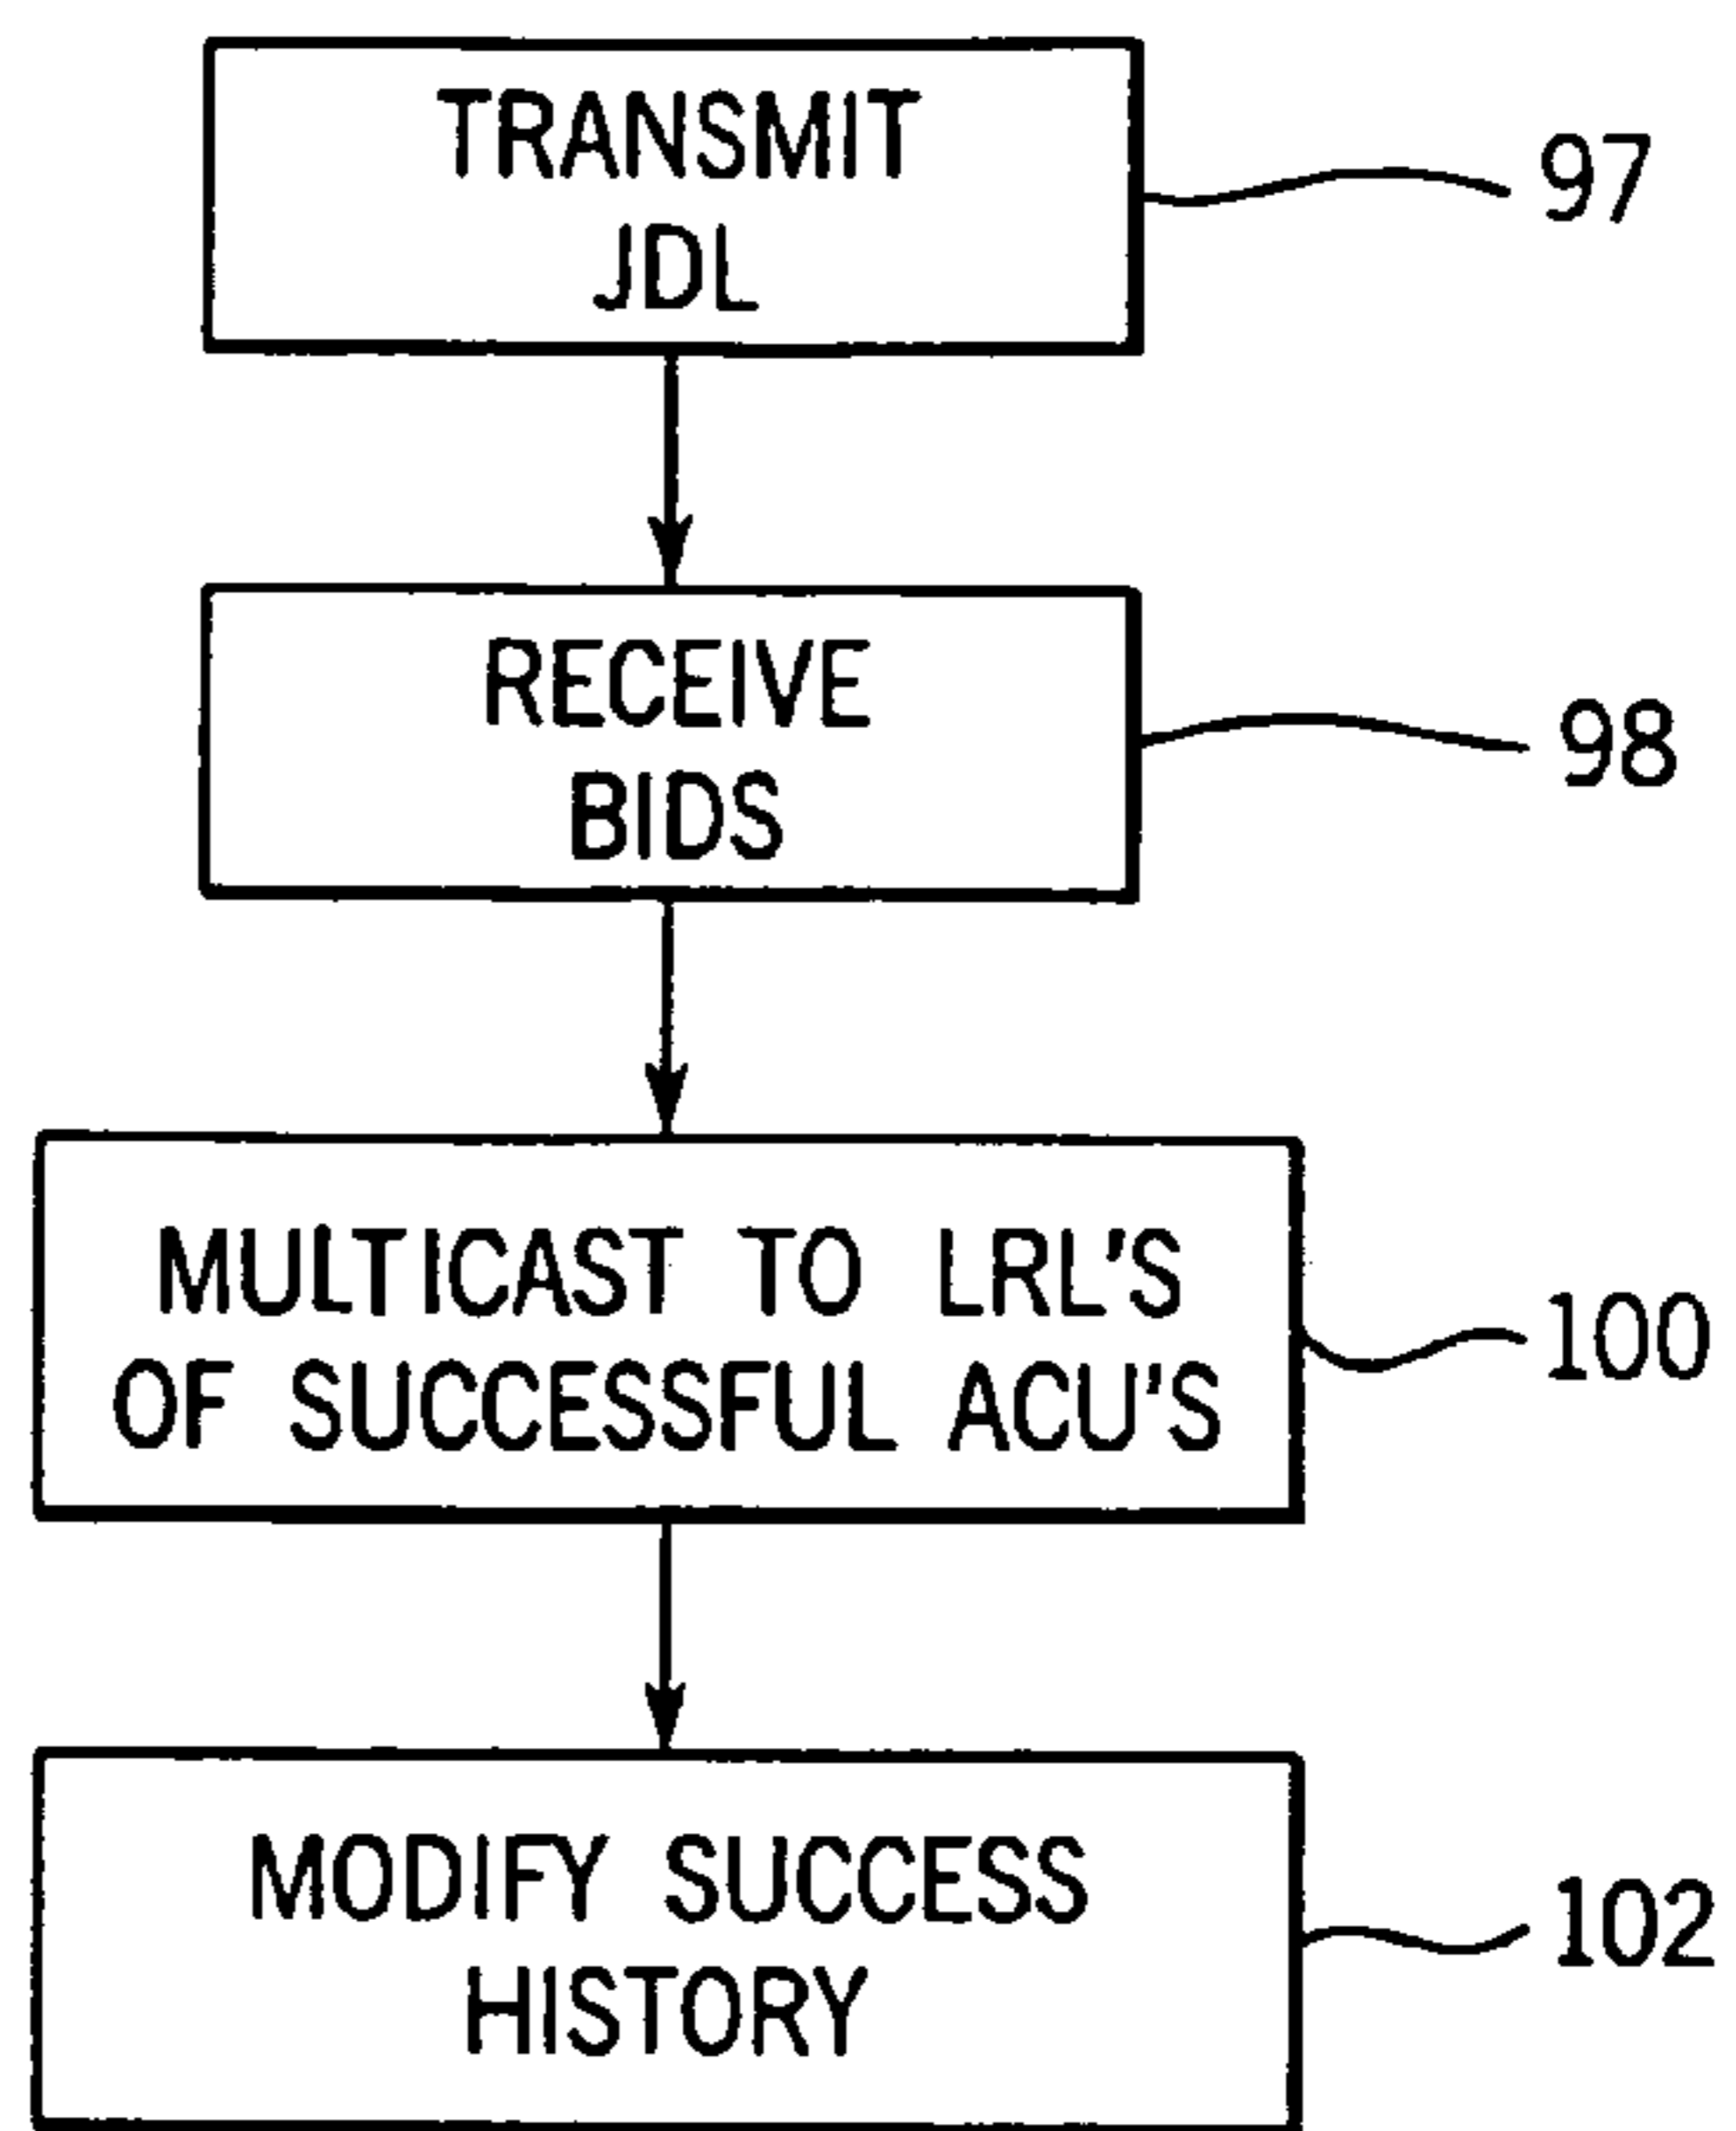 TRANSMIT
JDL
97
RECEIVE
BIDS
98
MULTICAST TO LRL'S
OF SUCCESSFUL ACU'S
100
MODIFY SUCCESS
HISTORY
102